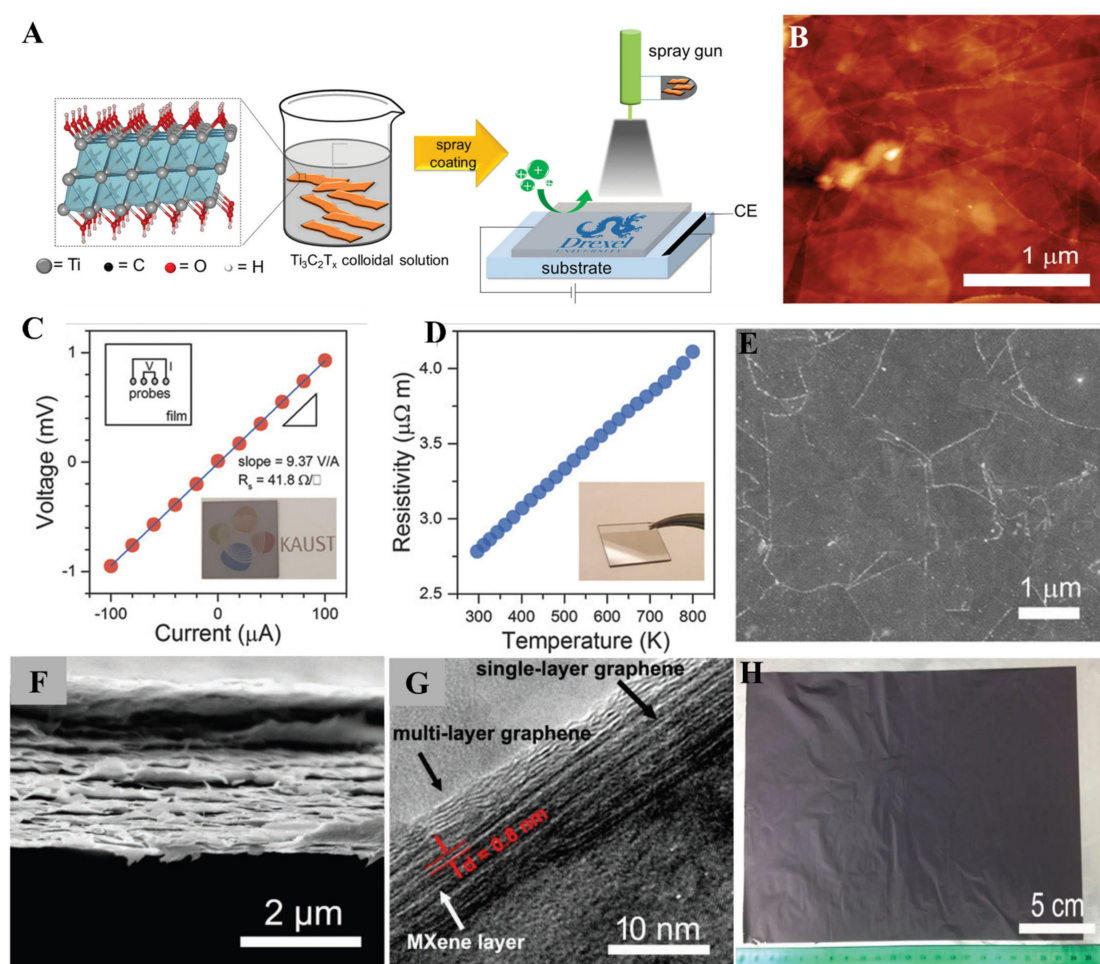 A
spray gun
spray
coating
CE
Drexel
UNIVERSITY
substrate
Ti₃C₂Tₓ colloidal solution
= Ti = C = O = H
B
1 μm
C
1
0
-1
Voltage (mV)
V I
probes
film
slope = 9.37 V/A
Rₛ = 41.8 Ω/□
KAUST
-100 0 100
Current (μA)
D
4.0
3.5
3.0
2.5
Resistivity (μΩ m)
300 400 500 600 700 800
Temperature (K)
E
1 μm
F
2 μm
G
single-layer graphene
multi-layer graphene
d = 0.8 nm
MXene layer
10 nm
H
5 cm